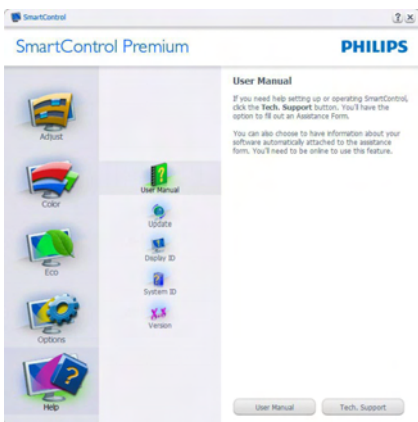 SmartControl
SmartControl Premium
PHILIPS
Adjust
Color
Eco
Options
Help
User Manual
Update
Display ID
System ID
Version
User Manual
If you need help setting up or operating SmartControl,
click the Tech. Support button. You'll have the
option to fill out an Assistance Form.
You can also choose to have information about your
software automatically attached to the assistance
form. You'll need to be online to use this feature.
User Manual
Tech. Support